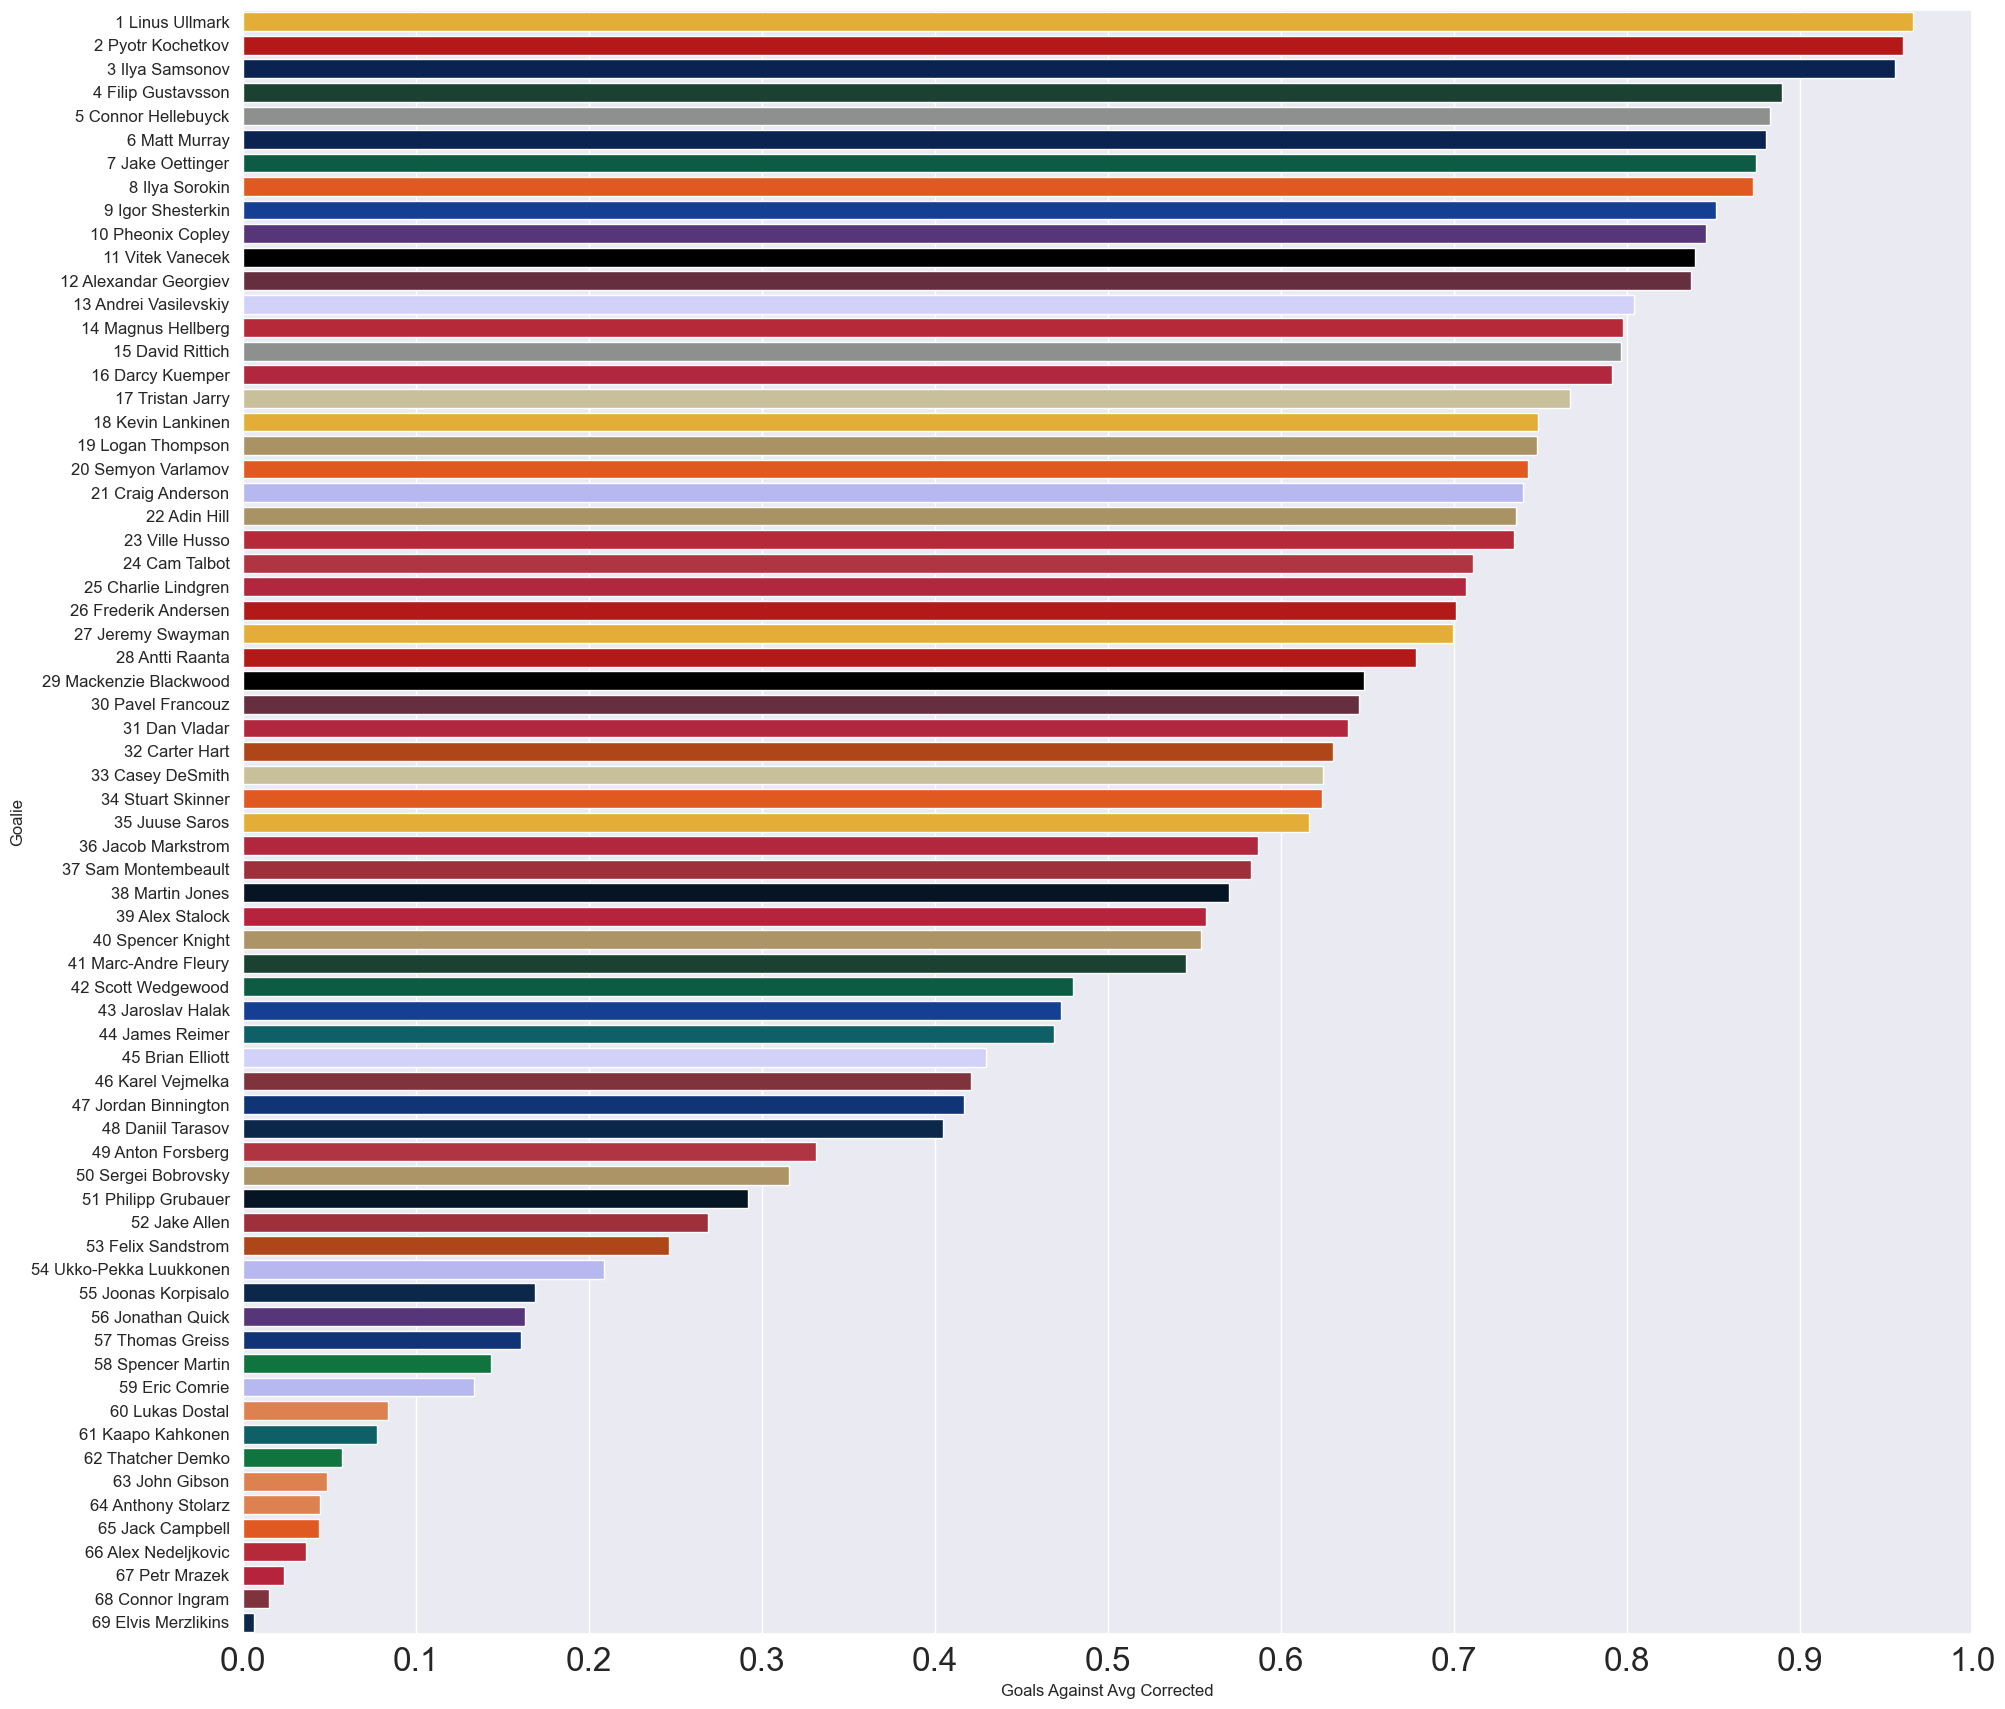 1 Linus Ullmark
2 Pyotr Kochetkov
3 Ilya Samsonov
4 Filip Gustavsson
5 Connor Hellebuyck
6 Matt Murray
7 Jake Oettinger
8 Ilya Sorokin
9 Igor Shesterkin
10 Pheonix Copley
11 Vitek Vanecek
12 Alexandar Georgiev
13 Andrei Vasilevskiy
14 Magnus Hellberg
15 David Rittich
16 Darcy Kuemper
17 Tristan Jarry
18 Kevin Lankinen
19 Logan Thompson
20 Semyon Varlamov
21 Craig Anderson
22 Adin Hill
23 Ville Husso
24 Cam Talbot
25 Charlie Lindgren
26 Frederik Andersen
27 Jeremy Swayman
28 Antti Raanta
29 Mackenzie Blackwood
30 Pavel Francouz
31 Dan Vladar
32 Carter Hart
33 Casey DeSmith
34 Stuart Skinner
35 Juuse Saros
36 Jacob Markstrom
37 Sam Montembeault
38 Martin Jones
39 Alex Stalock
40 Spencer Knight
41 Marc-Andre Fleury
42 Scott Wedgewood
43 Jaroslav Halak
44 James Reimer
45 Brian Elliott
46 Karel Vejmelka
47 Jordan Binnington
48 Daniil Tarasov
49 Anton Forsberg
50 Sergei Bobrovsky
51 Philipp Grubauer
52 Jake Allen
53 Felix Sandstrom
54 Ukko-Pekka Luukkonen
55 Joonas Korpisalo
56 Jonathan Quick
57 Thomas Greiss
58 Spencer Martin
59 Eric Comrie
60 Lukas Dostal
61 Kaapo Kahkonen
62 Thatcher Demko
63 John Gibson
64 Anthony Stolarz
65 Jack Campbell
66 Alex Nedeljkovic
67 Petr Mrazek
68 Connor Ingram
69 Elvis Merzlikins
Goalie
0.0 0.1 0.2 0.3 0.4 0.5 0.6 0.7 0.8 0.9 1.0
Goals Against Avg Corrected